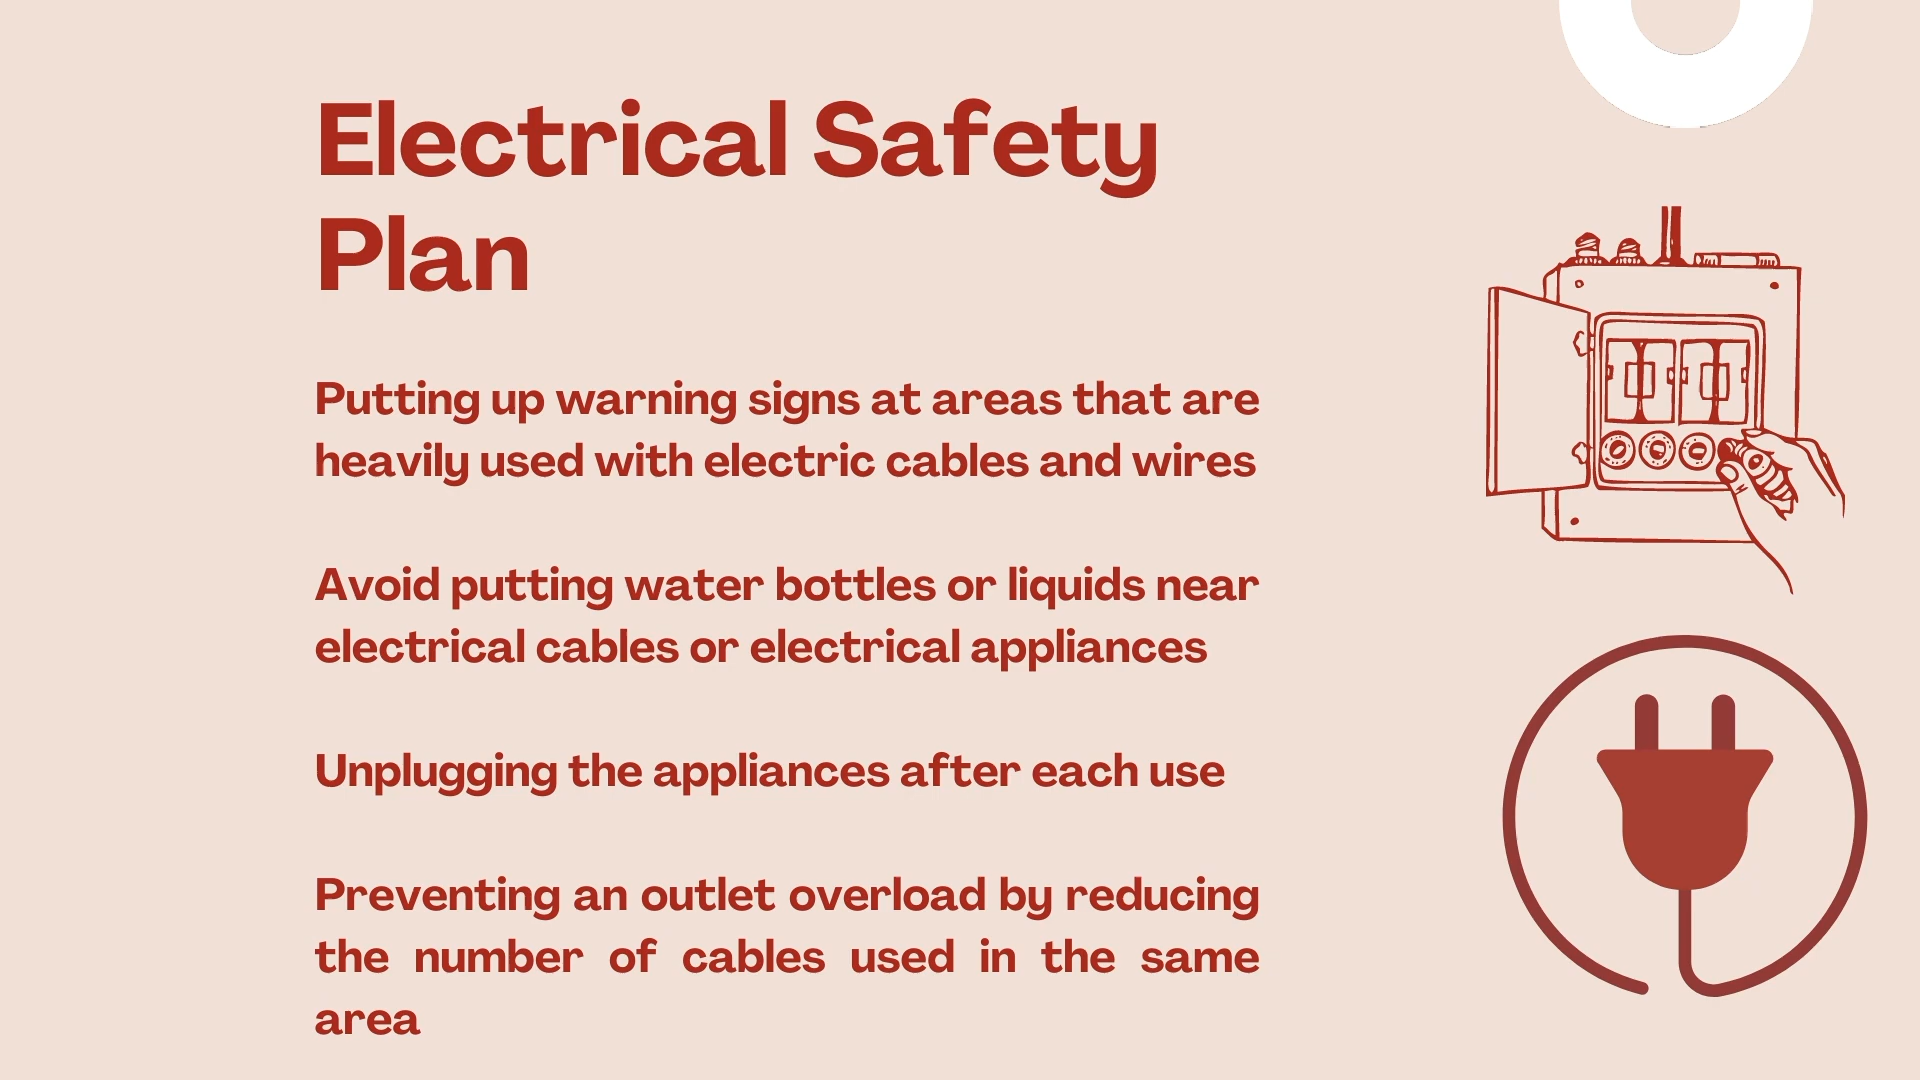 Electrical Safety
Plan
Putting up warning signs at areas that are
heavily used with electric cables and wires
Avoid putting water bottles or liquids near
electrical cables or electrical appliances
Unplugging the appliances after each use
Preventing an outlet overload by reducing
the number of cables used in the same
area